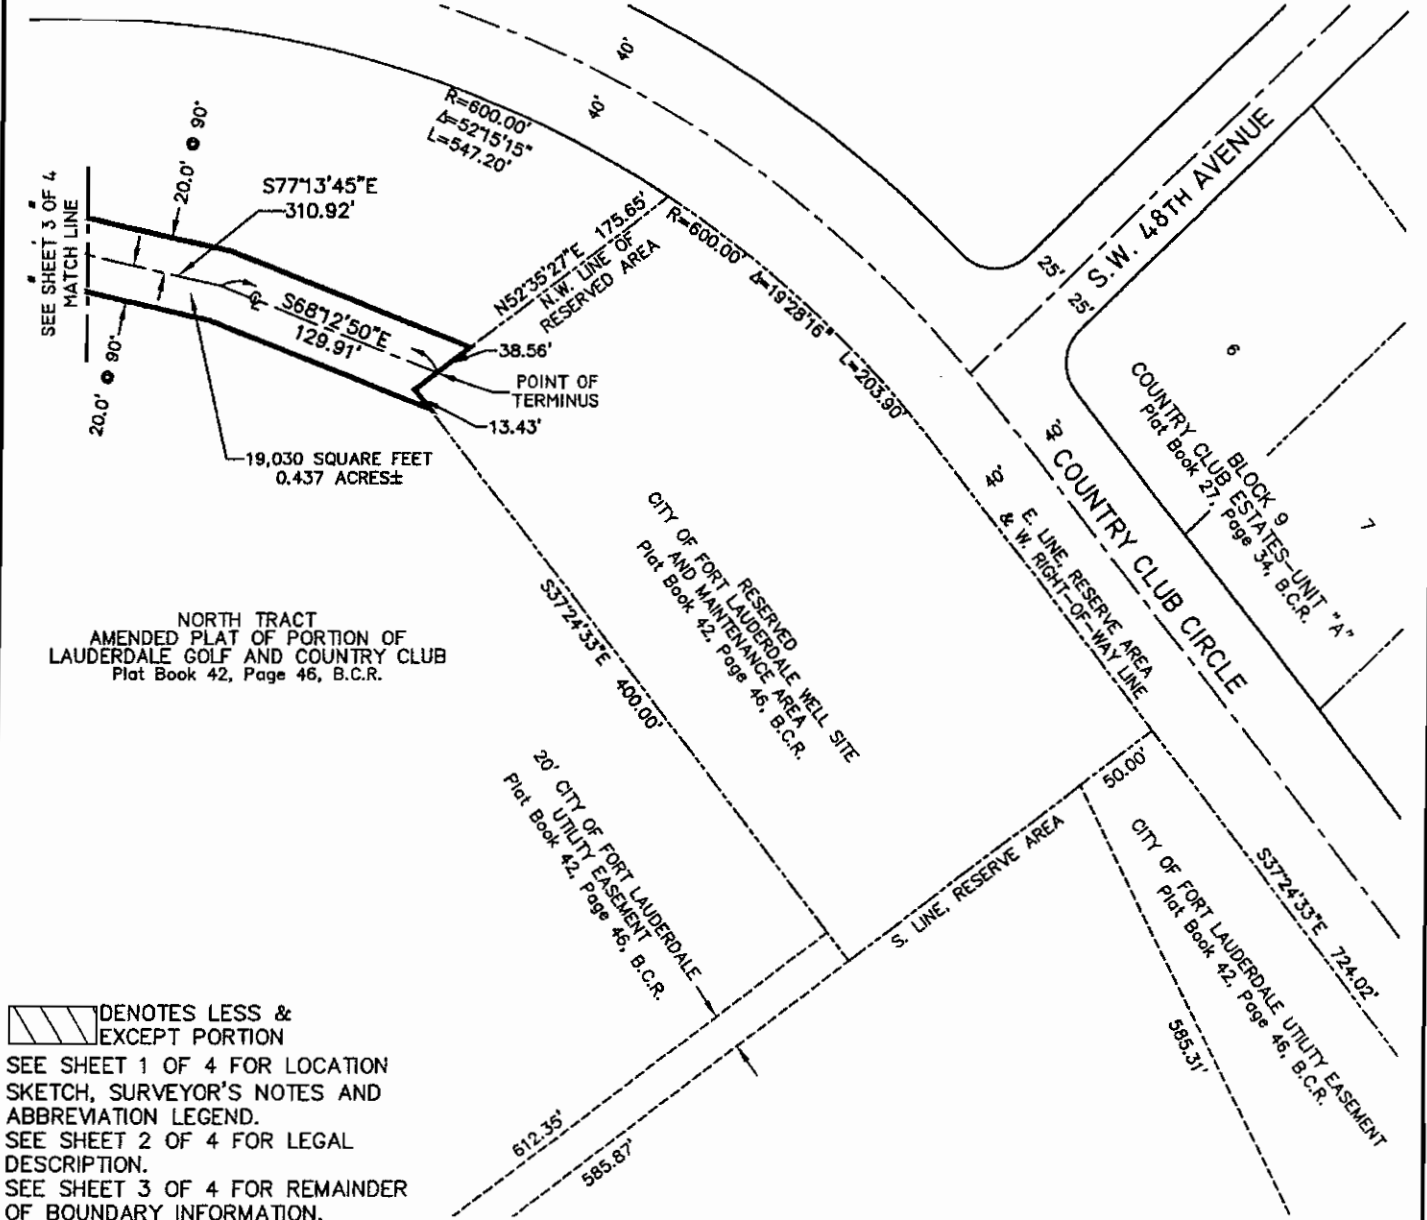 40'
40'
R=600.00'
Δ=52°15'15"
L=547.20'
20.0' @ 90°
S77°13'45"E
310.92'
SEE SHEET 3 OF 4
MATCH LINE
N52°35'27"E 175.65'
N.W. LINE OF
RESERVED AREA
R=600.00' Δ=19°28'16" L=203.90'
S.W. 48TH AVENUE
25'
25'
℄
S68°12'50"E
129.91'
20.0' @ 90°
38.56'
POINT OF
TERMINUS
13.43'
19,030 SQUARE FEET
0.437 ACRES±
6
BLOCK 9
COUNTRY CLUB ESTATES-UNIT "A"
Plat Book 27, Page 34, B.C.R.
7
40'
40'
COUNTRY CLUB CIRCLE
E. LINE, RESERVE AREA
& W. RIGHT-OF-WAY LINE
RESERVED
CITY OF FORT LAUDERDALE WELL SITE
AND MAINTENANCE AREA
Plat Book 42, Page 46, B.C.R.
S37°24'33"E 400.00'
NORTH TRACT
AMENDED PLAT OF PORTION OF
LAUDERDALE GOLF AND COUNTRY CLUB
Plat Book 42, Page 46, B.C.R.
20' CITY OF FORT LAUDERDALE
UTILITY EASEMENT
Plat Book 42, Page 46, B.C.R.
50.00'
S. LINE, RESERVE AREA
CITY OF FORT LAUDERDALE UTILITY EASEMENT
Plat Book 42, Page 46, B.C.R.
S37°24'33"E 724.02'
585.31'
612.35'
585.87'
DENOTES LESS &
EXCEPT PORTION
SEE SHEET 1 OF 4 FOR LOCATION
SKETCH, SURVEYOR'S NOTES AND
ABBREVIATION LEGEND.
SEE SHEET 2 OF 4 FOR LEGAL
DESCRIPTION.
SEE SHEET 3 OF 4 FOR REMAINDER
OF BOUNDARY INFORMATION.